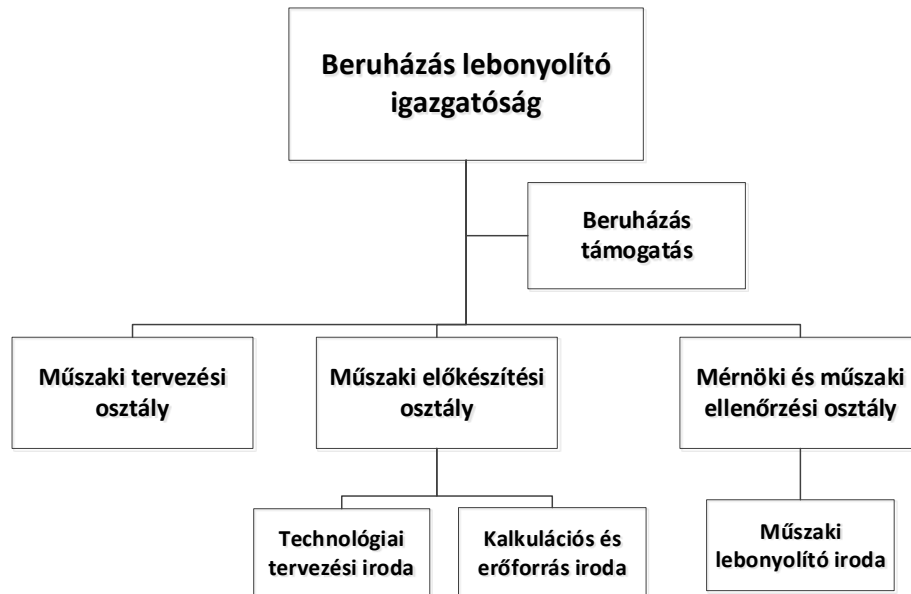 Beruházás lebonyolító
igazgatóság
Beruházás
támogatás
Műszaki tervezési
osztály
Műszaki előkészítési
osztály
Mérnöki és műszaki
ellenőrzési osztály
Technológiai
tervezési iroda
Kalkulációs és
erőforrás iroda
Műszaki
lebonyolító iroda